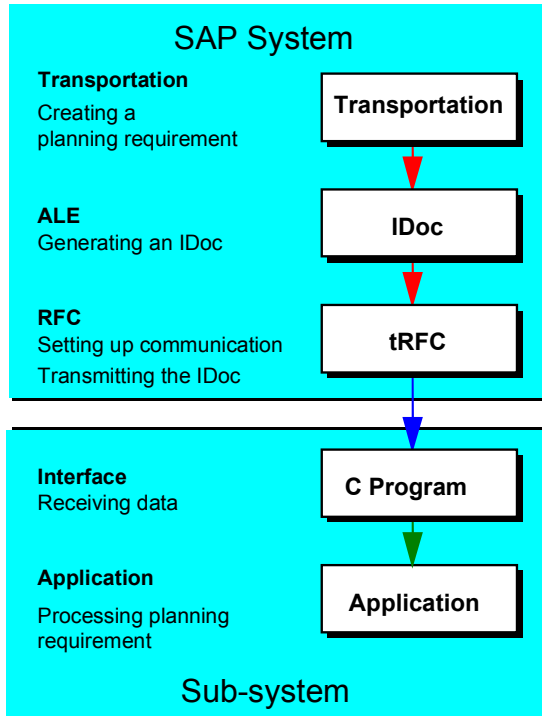 SAP System
Transportation
Creating a
planning requirement
Transportation
ALE
Generating an IDoc
IDoc
RFC
Setting up communication
Transmitting the IDoc
tRFC
Interface
Receiving data
C Program
Application
Processing planning
requirement
Application
Sub-system